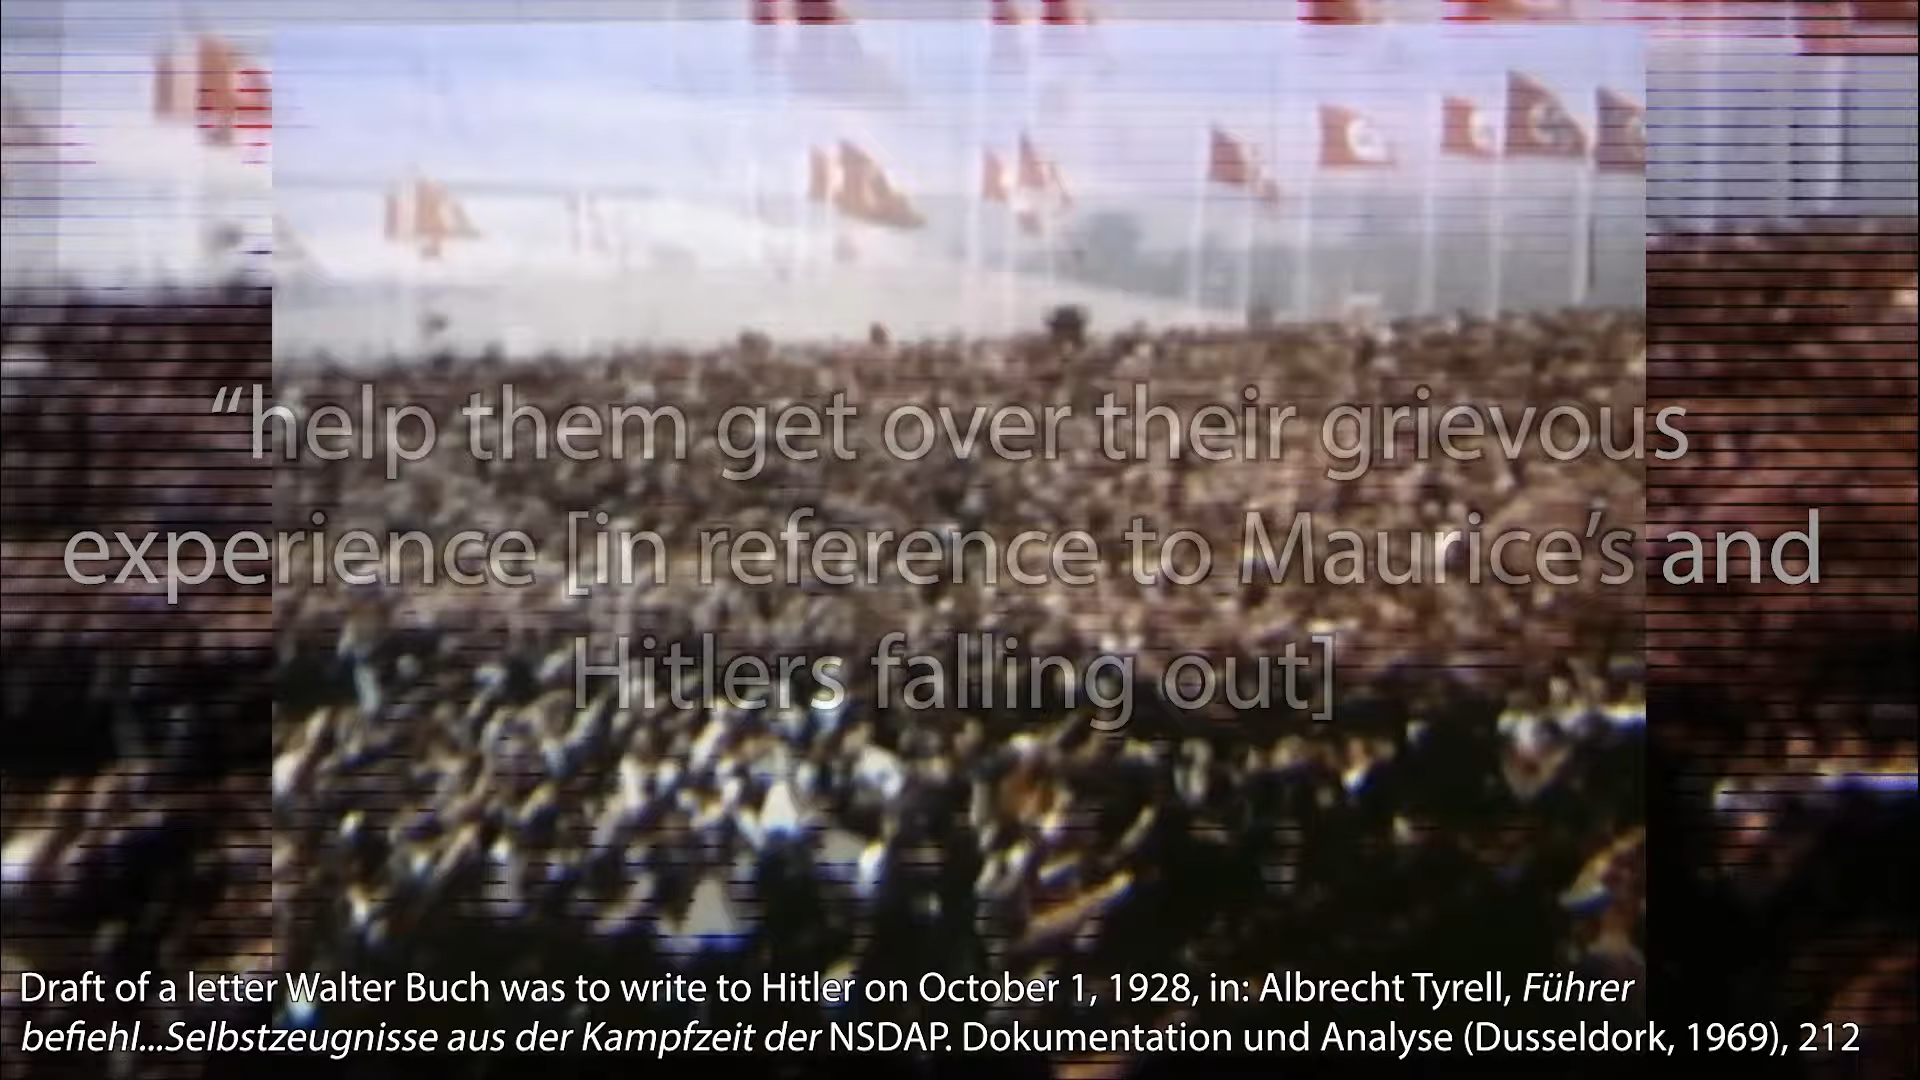 “help them get over their grievous
experience [in reference to Maurice’s and
Hitlers falling out]
Draft of a letter Walter Buch was to write to Hitler on October 1, 1928, in: Albrecht Tyrell, Führer
befiehl...Selbstzeugnisse aus der Kampfzeit der NSDAP. Dokumentation und Analyse (Dusseldork, 1969), 212